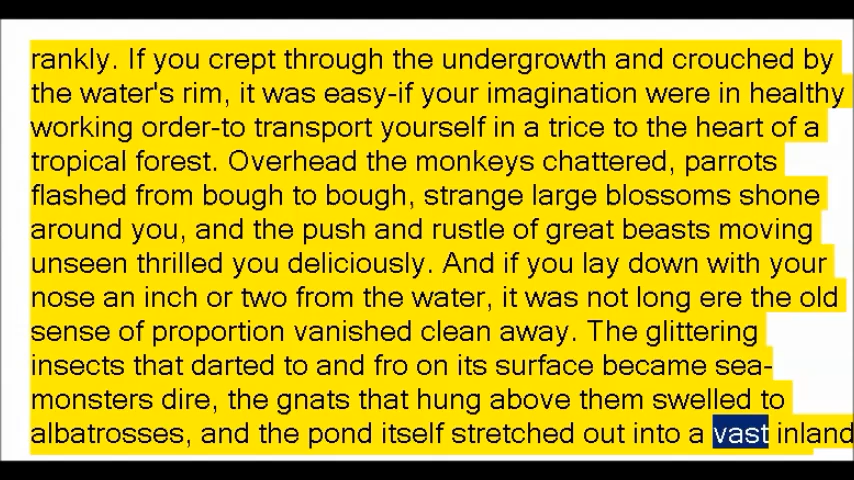 rankly. If you crept through the undergrowth and crouched by
the water's rim, it was easy-if your imagination were in healthy
working order-to transport yourself in a trice to the heart of a
tropical forest. Overhead the monkeys chattered, parrots
flashed from bough to bough, strange large blossoms shone
around you, and the push and rustle of great beasts moving
unseen thrilled you deliciously. And if you lay down with your
nose an inch or two from the water, it was not long ere the old
sense of proportion vanished clean away. The glittering
insects that darted to and fro on its surface became sea-
monsters dire, the gnats that hung above them swelled to
albatrosses, and the pond itself stretched out into a vast inland